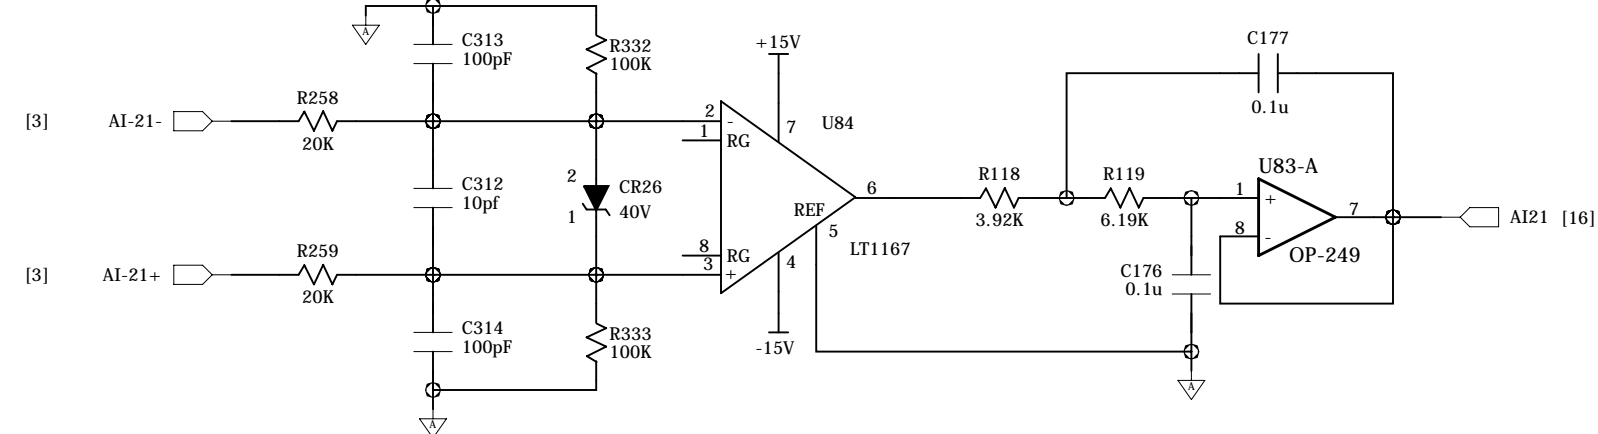 A
C313
100pF
R332
100K
+15V
C177
0.1u
[3] AI-21-
R258
20K
2
1
RG
-
7
U84
C312
10pf
2
1
CR26
40V
REF
5
6
LT1167
R118
3.92K
R119
6.19K
U83-A
1
+
8
-
7
OP-249
AI21 [16]
[3] AI-21+
R259
20K
8
3
RG
+
4
-15V
C176
0.1u
C314
100pF
R333
100K
A
A